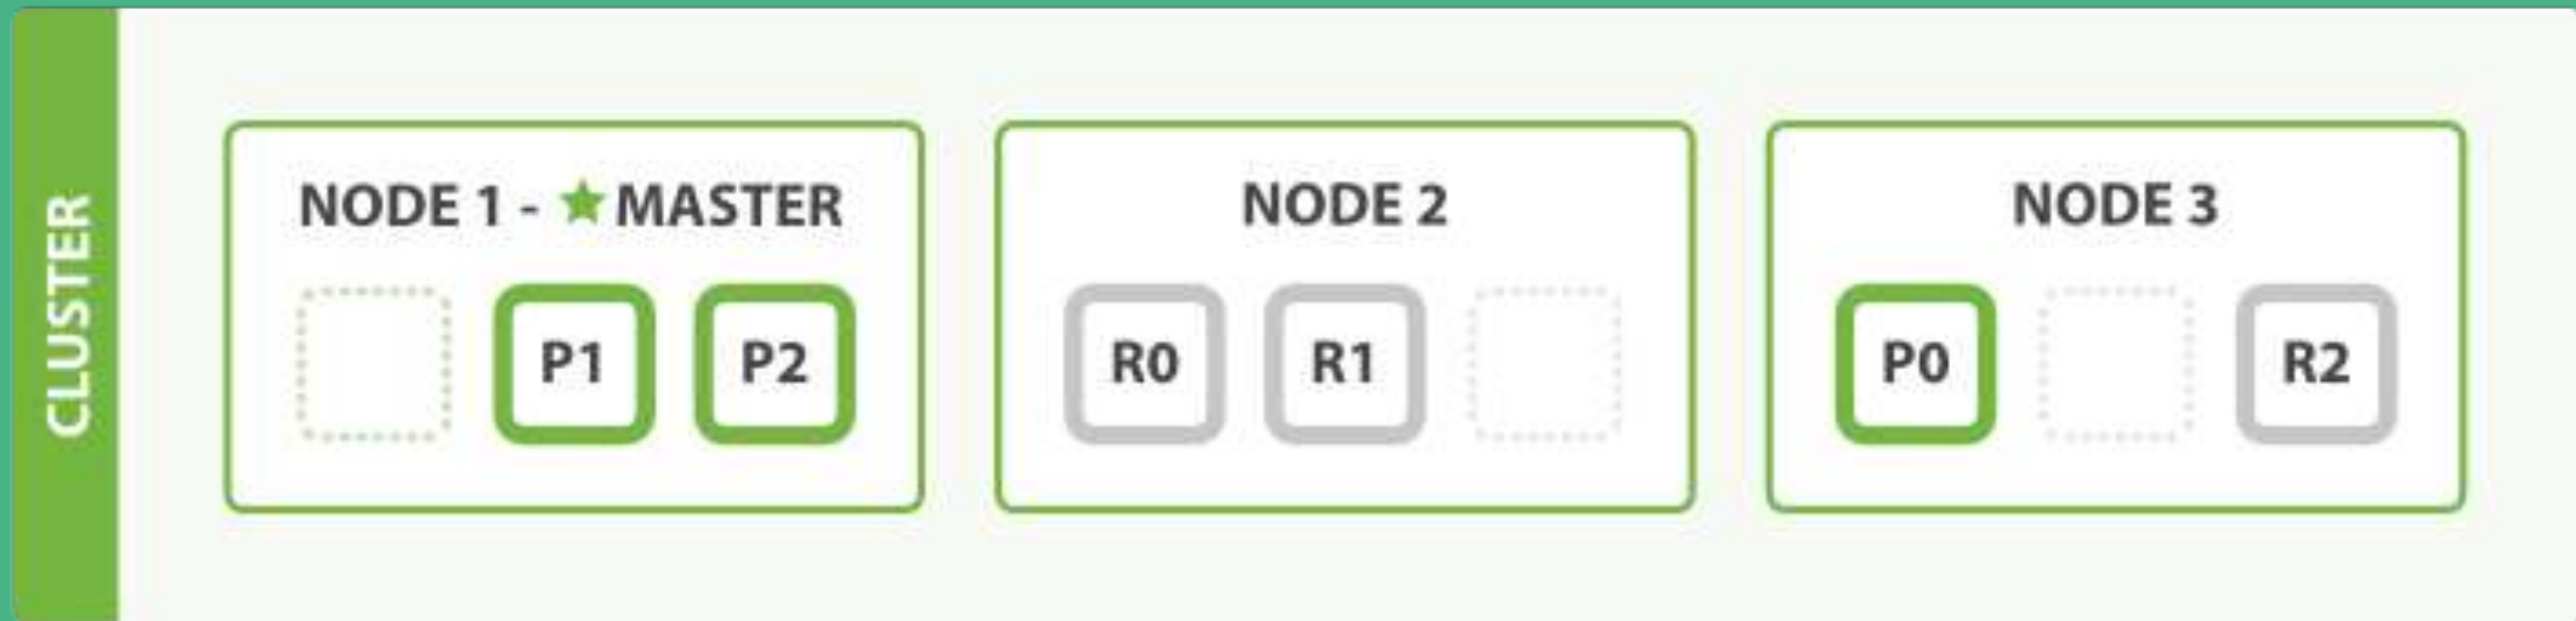 CLUSTER
NODE 1 - ★MASTER
P1
P2
NODE 2
R0
R1
NODE 3
P0
R2